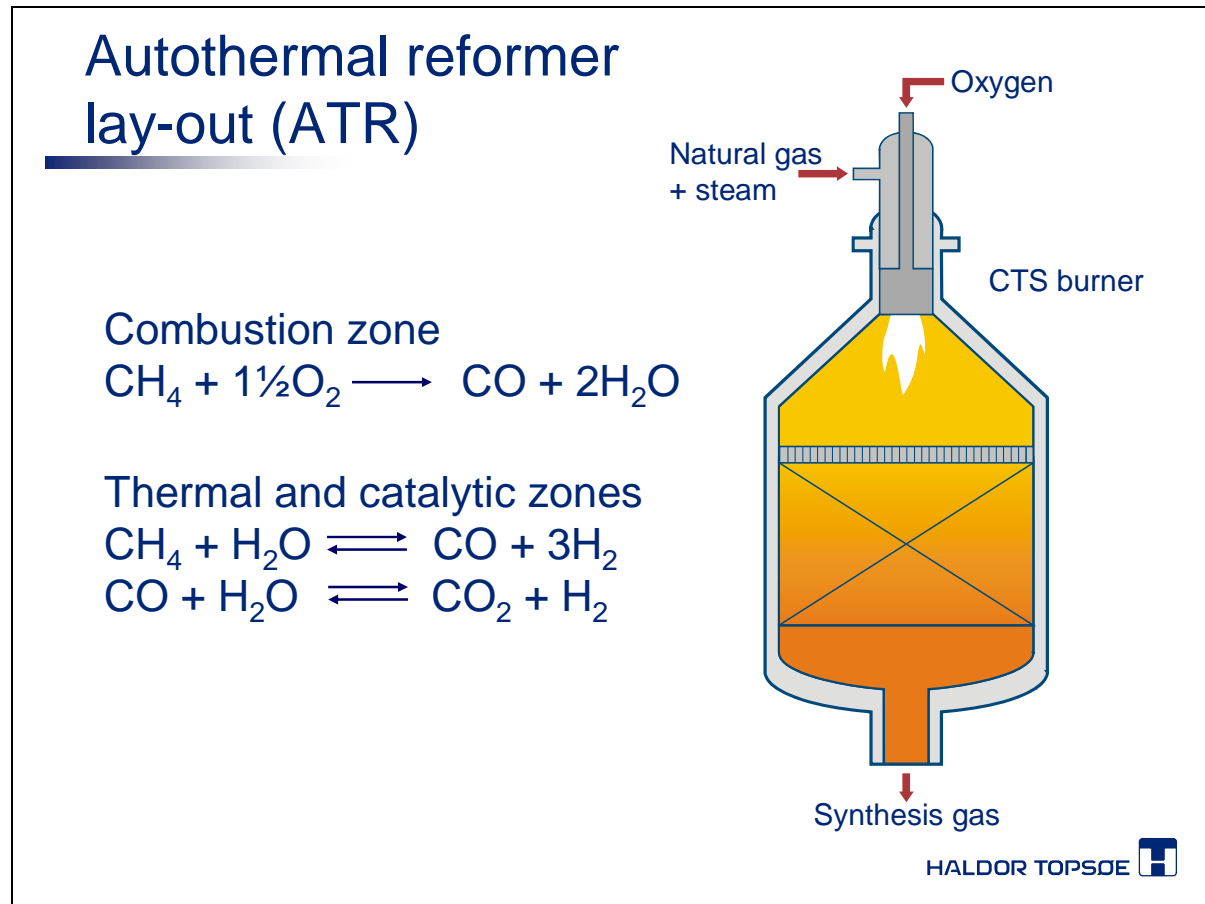 Autothermal reformer
lay-out (ATR)
Oxygen
Natural gas
+ steam
CTS burner
Combustion zone
CH₄ + 1½O₂ ⟶ CO + 2H₂O
Thermal and catalytic zones
CH₄ + H₂O ⇌ CO + 3H₂
CO + H₂O ⇌ CO₂ + H₂
Synthesis gas
HALDOR TOPSØE